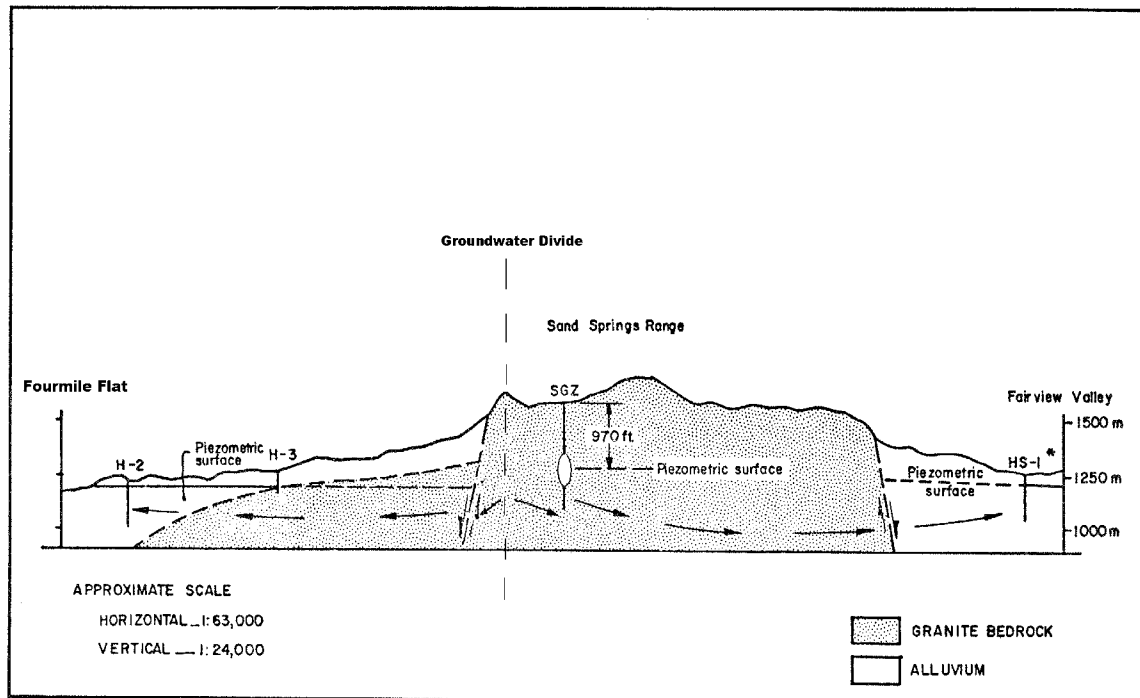 Groundwater Divide
Sand Springs Range
Fourmile Flat
SGZ
Fairview Valley
1500 m
970 ft.
H-3
Piezometric
surface
H-2
Piezometric surface
HS-1 *
Piezometric
surface
1250 m
1000 m
APPROXIMATE SCALE
HORIZONTAL _ 1:63,000
VERTICAL __ 1:24,000
GRANITE BEDROCK
ALLUVIUM